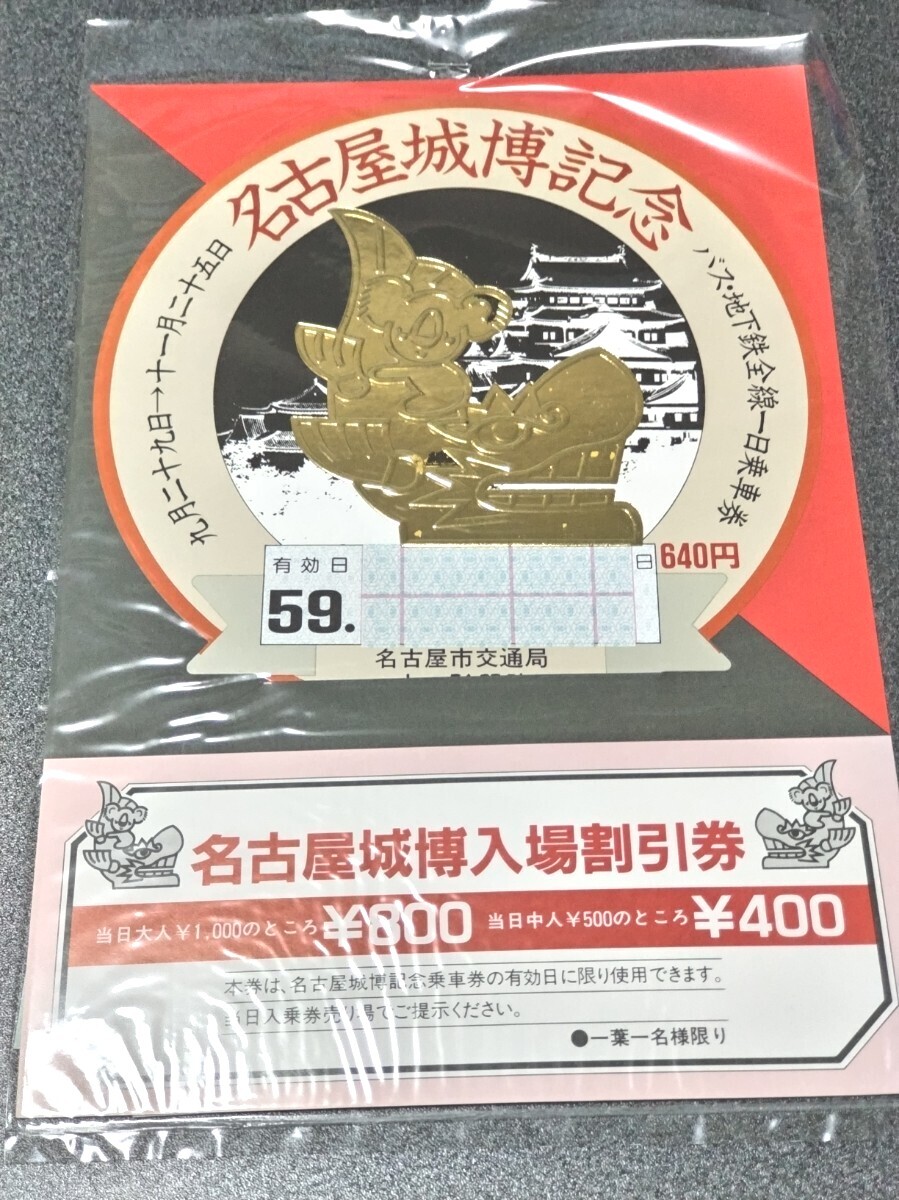 名古屋城博記念
九月二十九日→十一月二十五日
バス・地下鉄全線一日乗車券
有効日
59.
日
640円
名古屋市交通局
名古屋城博入場割引券
当日大人¥1,000のところ¥800
当日中人¥500のところ¥400
本券は、名古屋城博記念乗車券の有効日に限り使用できます。
当日入乗券売り場でご提示ください。
●一葉一名様限り